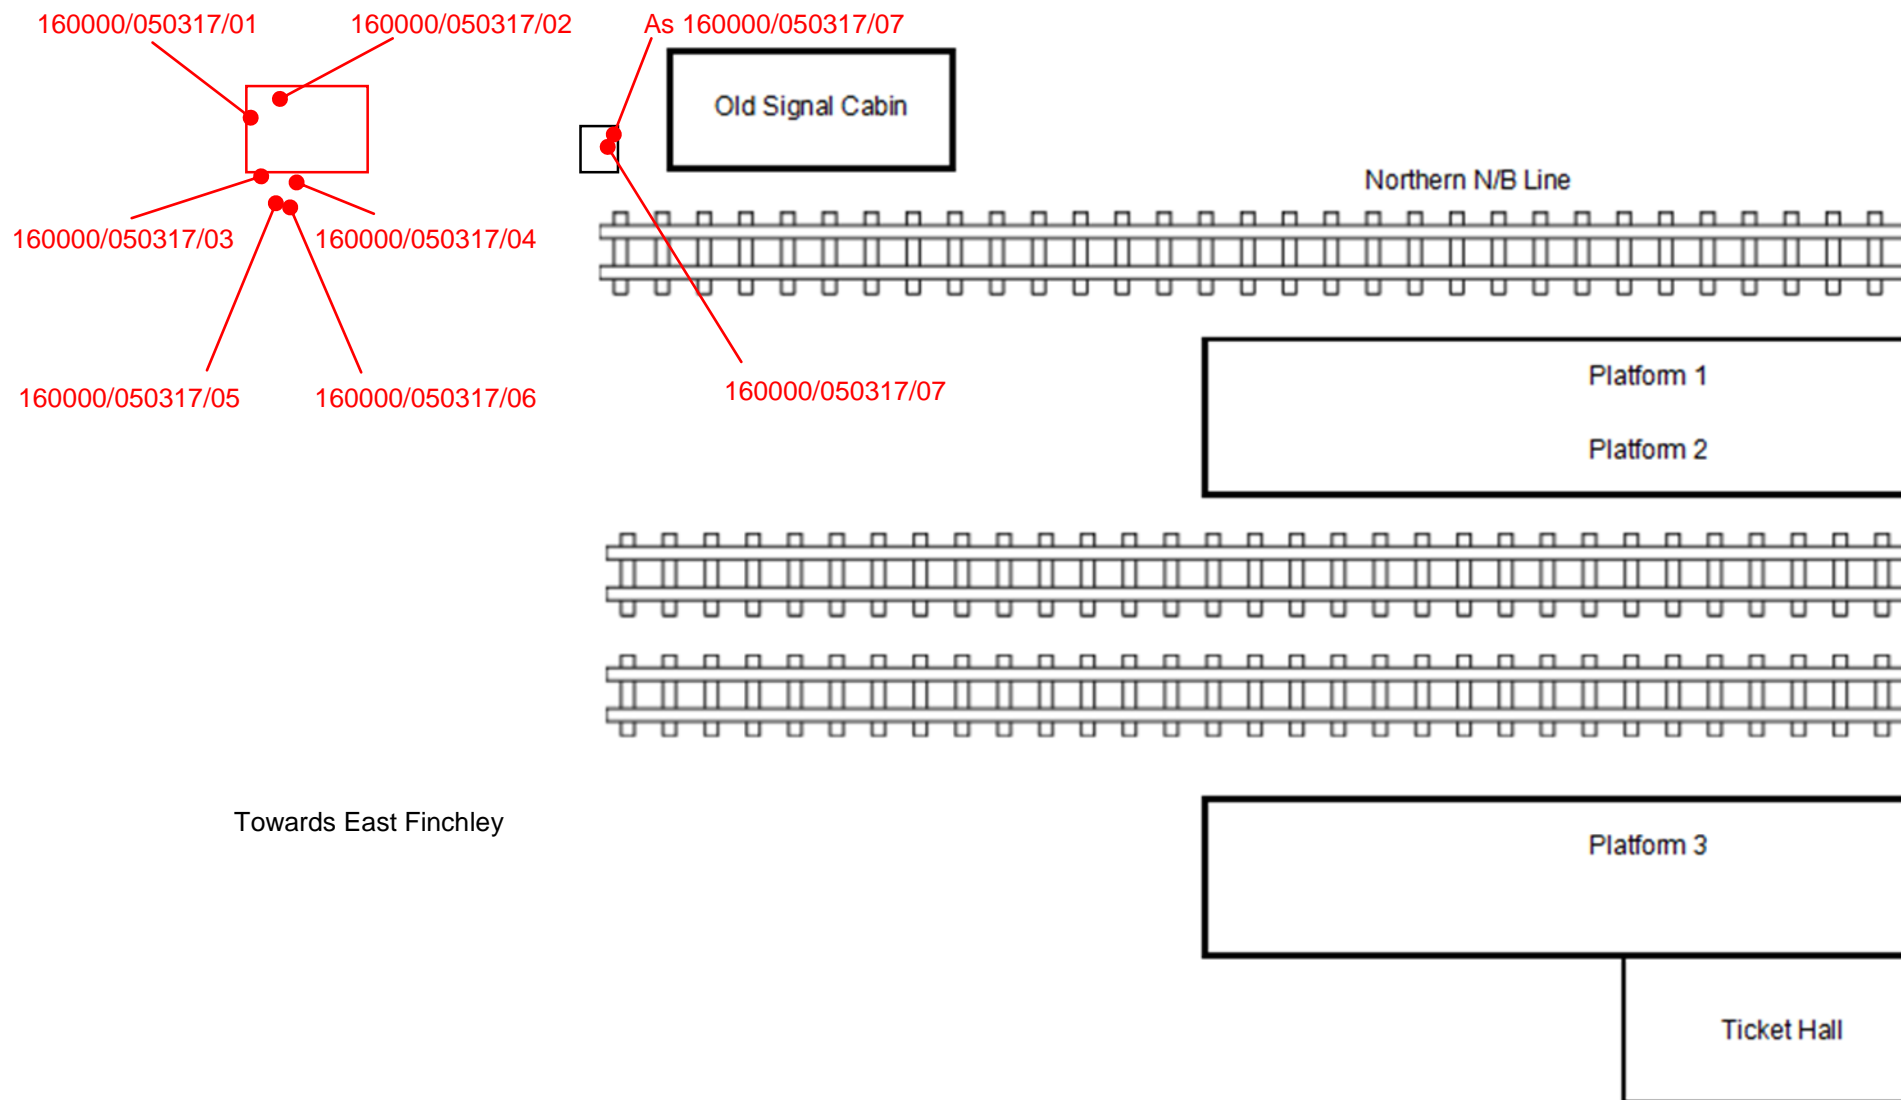 160000/050317/01
160000/050317/02
As 160000/050317/07
Old Signal Cabin
Northern N/B Line
160000/050317/03
160000/050317/04
160000/050317/05
160000/050317/06
160000/050317/07
Platform 1
Platform 2
Towards East Finchley
Platform 3
Ticket Hall